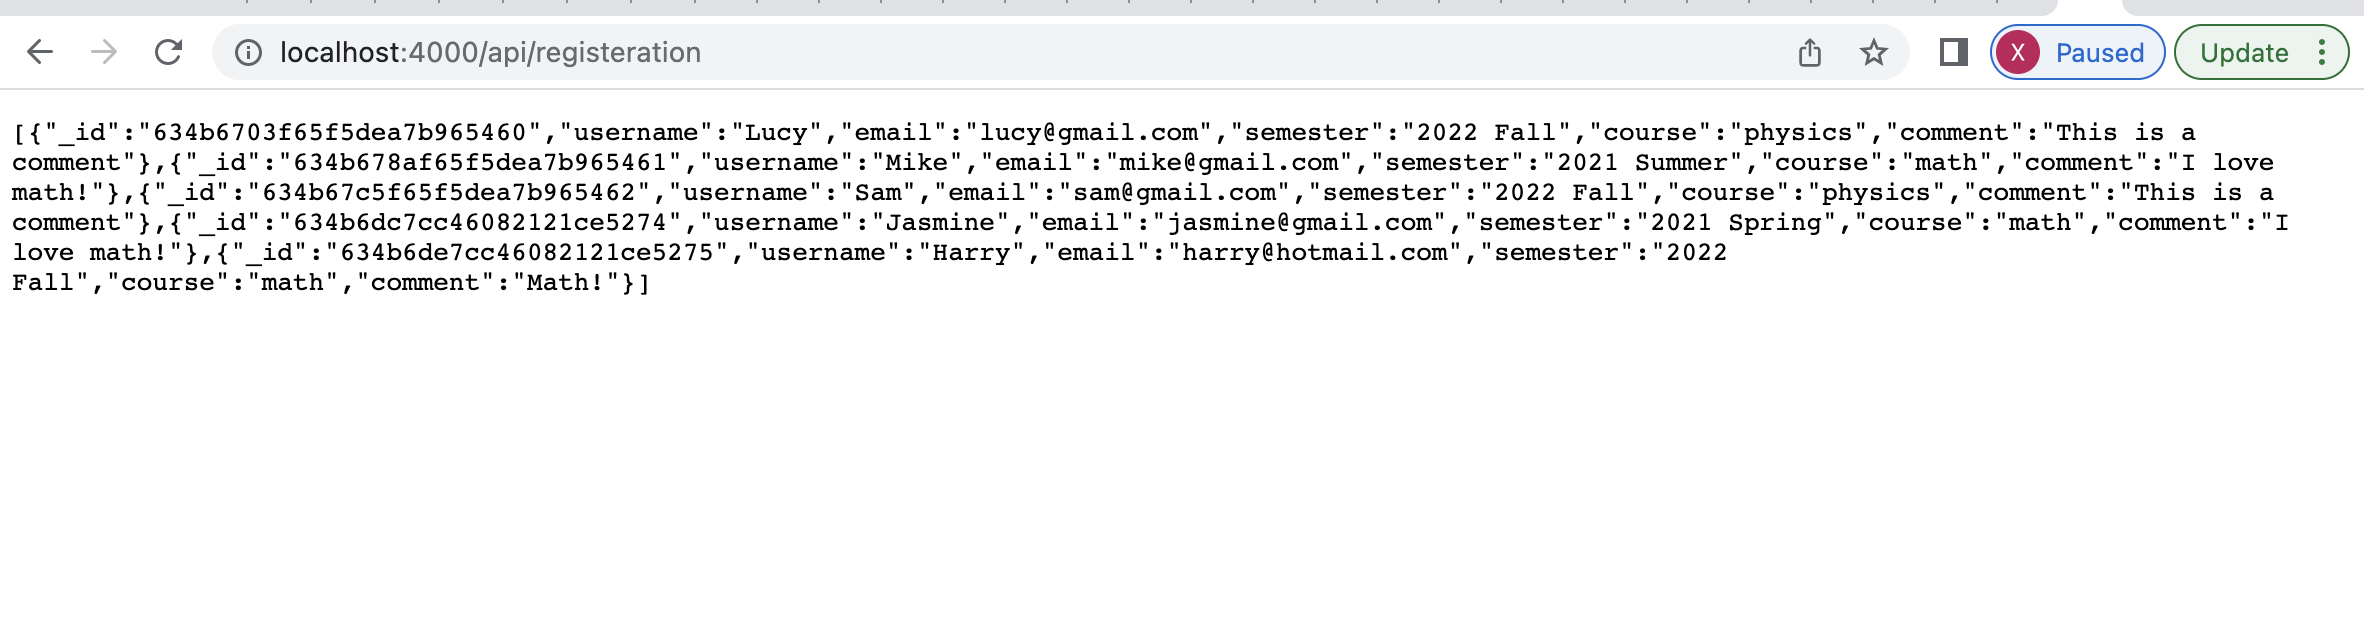 localhost:4000/api/registeration
X
Paused
Update
[{"_id":"634b6703f65f5dea7b965460","username":"Lucy","email":"lucy@gmail.com","semester":"2022 Fall","course":"physics","comment":"This is a
comment"},{"_id":"634b678af65f5dea7b965461","username":"Mike","email":"mike@gmail.com","semester":"2021 Summer","course":"math","comment":"I love
math!"},{"_id":"634b67c5f65f5dea7b965462","username":"Sam","email":"sam@gmail.com","semester":"2022 Fall","course":"physics","comment":"This is a
comment"},{"_id":"634b6dc7cc46082121ce5274","username":"Jasmine","email":"jasmine@gmail.com","semester":"2021 Spring","course":"math","comment":"I
love math!"},{"_id":"634b6de7cc46082121ce5275","username":"Harry","email":"harry@hotmail.com","semester":"2022
Fall","course":"math","comment":"Math!"}]